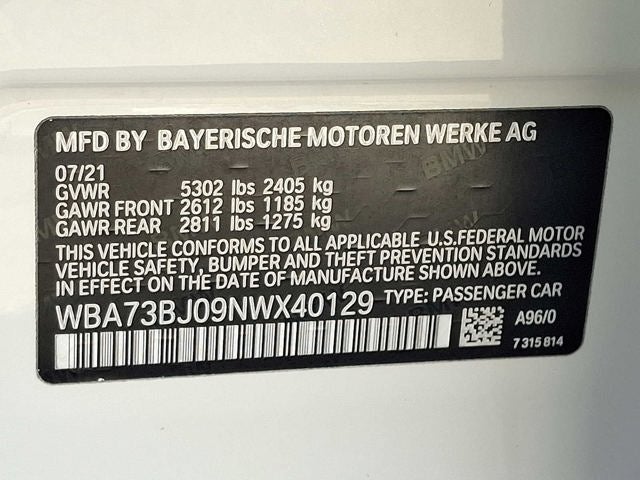 MFD BY BAYERISCHE MOTOREN WERKE AG
07/21
GVWR 5302 lbs 2405 kg
GAWR FRONT 2612 lbs 1185 kg
GAWR REAR 2811 lbs 1275 kg
THIS VEHICLE CONFORMS TO ALL APPLICABLE U.S.FEDERAL MOTOR
VEHICLE SAFETY, BUMPER AND THEFT PREVENTION STANDARDS
IN EFFECT ON THE DATE OF MANUFACTURE SHOWN ABOVE.
WBA73BJ09NWX40129 TYPE: PASSENGER CAR
A96/0
7 315 814
BMW